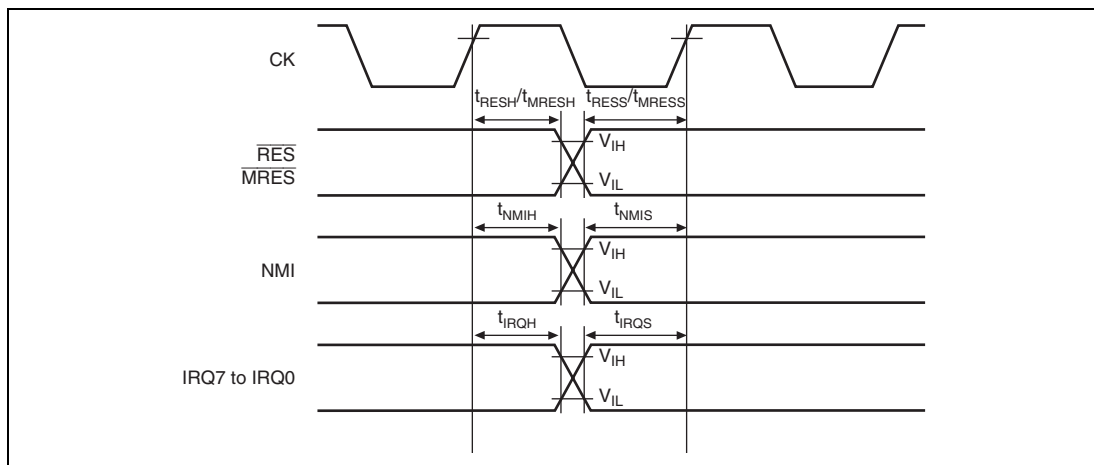 CK
tRESH/tMRESH tRESS/tMRESS
RES
MRES
VIH
VIL
tNMIH tNMIS
NMI
VIH
VIL
tIRQH tIRQS
IRQ7 to IRQ0
VIH
VIL